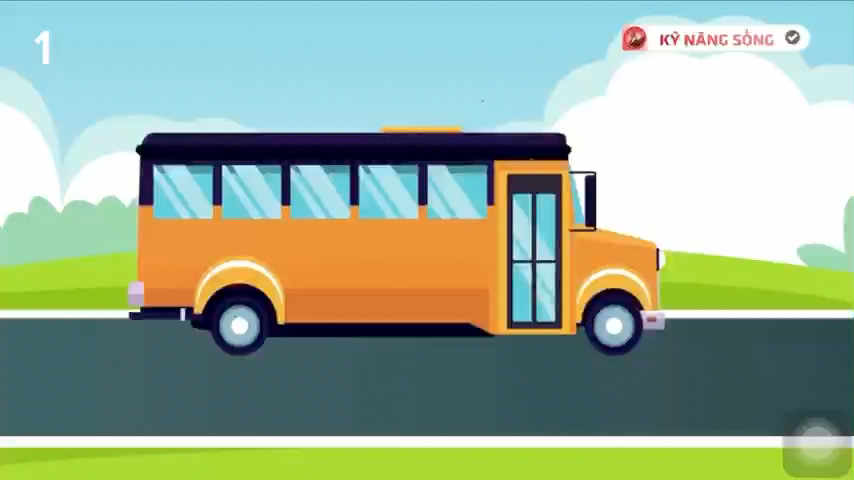 1
KỸ NĂNG SỐNG